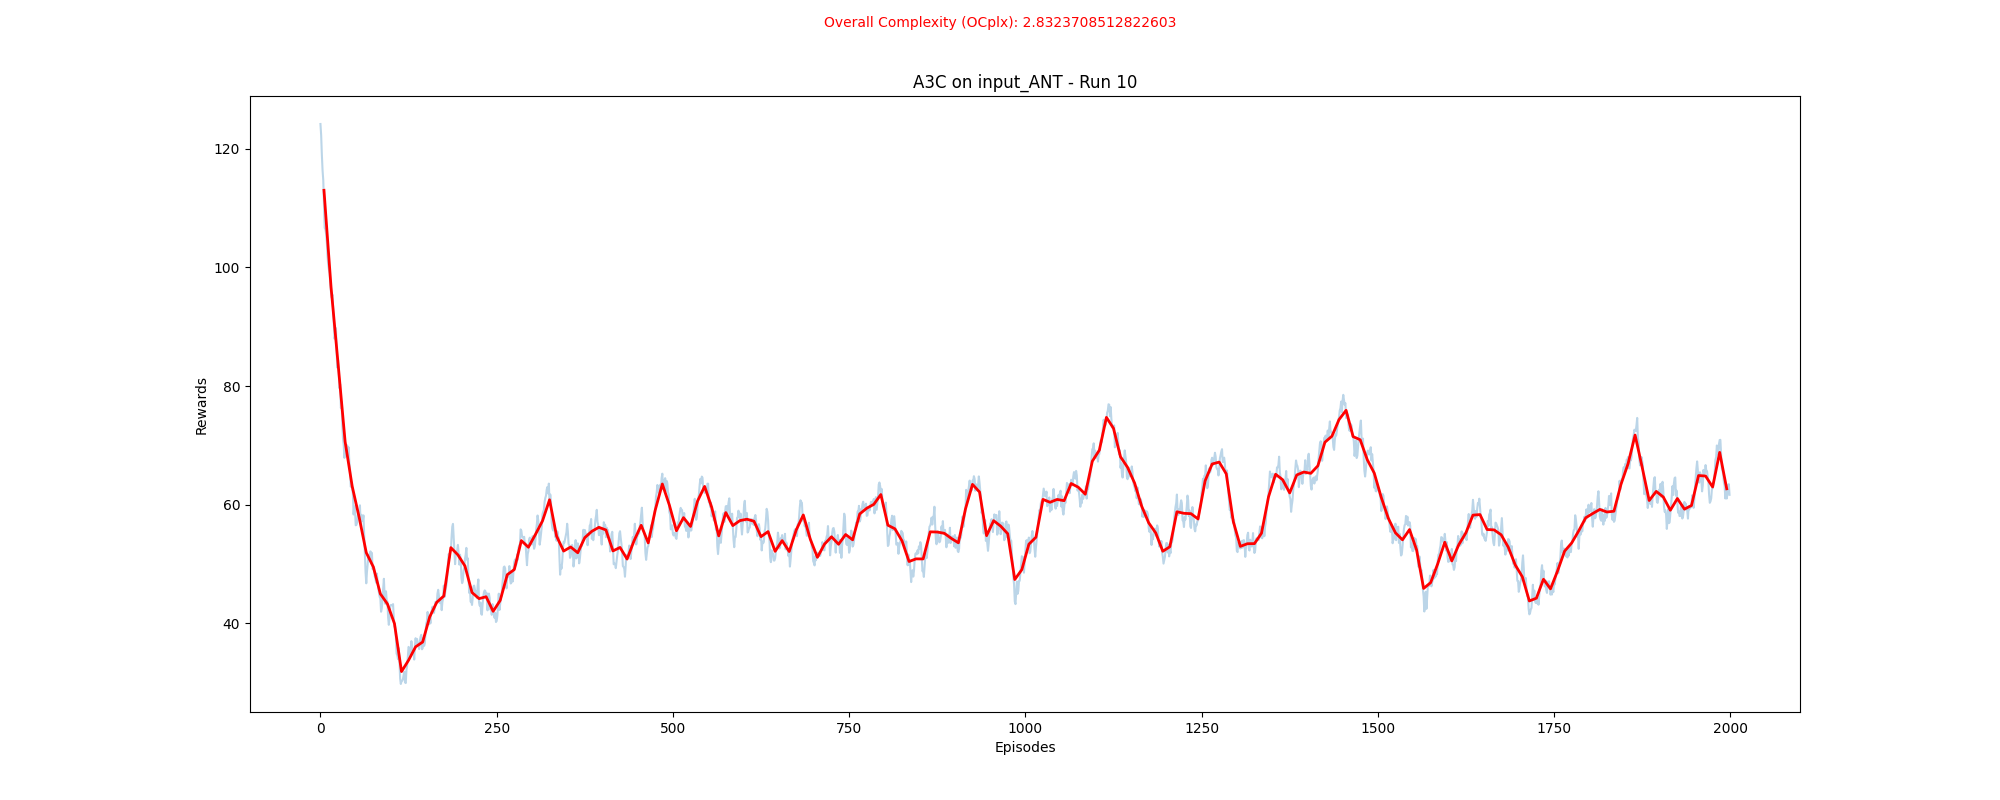 Overall Complexity (OCplx): 2.8323708512822603
A3C on input_ANT - Run 10
Rewards
120
100
80
60
40
0 250 500 750 1000 1250 1500 1750 2000
Episodes